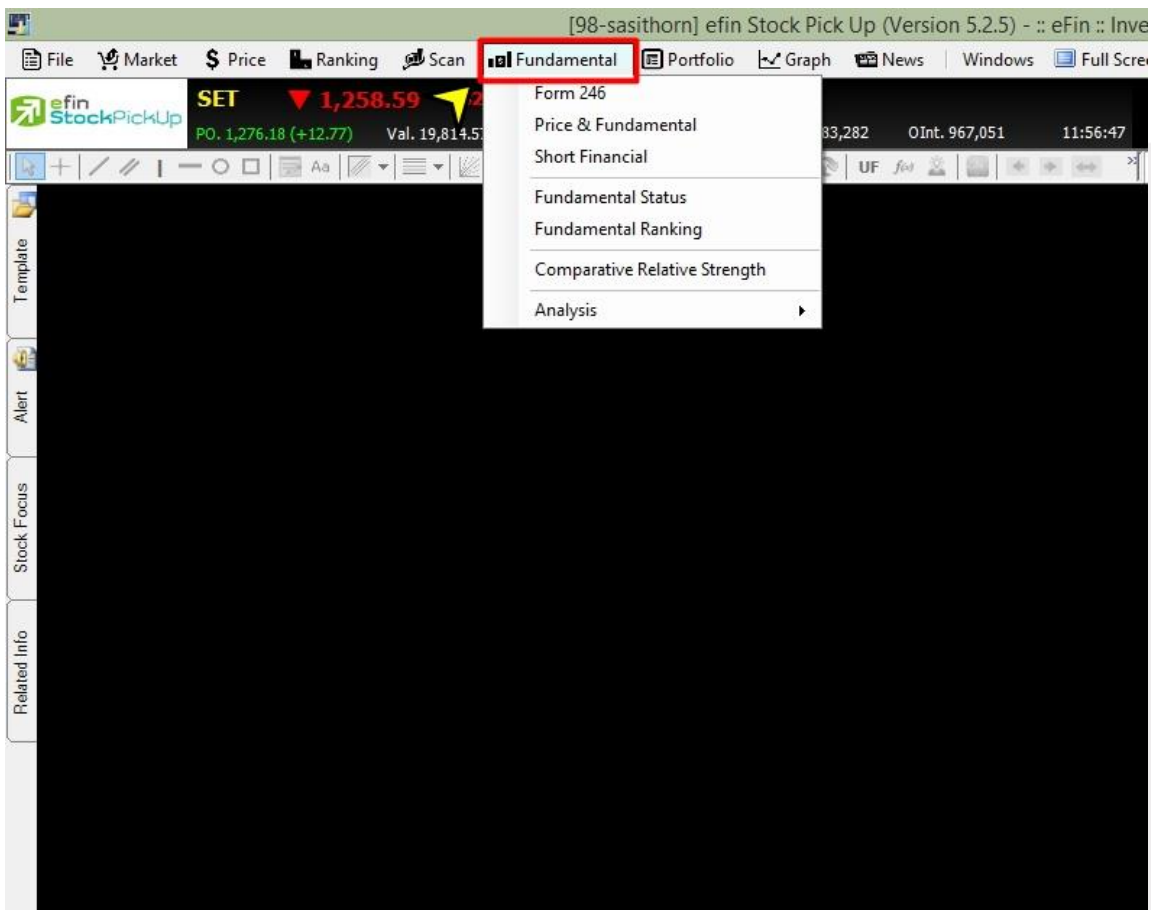 [98-sasithorn] efin Stock Pick Up (Version 5.2.5) - :: eFin :: Inve
File Market $ Price Ranking Scan Fundamental Portfolio Graph News Windows Full Scre
efin StockPickUp
SET ▼ 1,258.59
PO. 1,276.18 (+12.77) Val. 19,814.5 83,282 OInt. 967,051 11:56:47
Aa UF f(x)
Form 246
Price & Fundamental
Short Financial
Fundamental Status
Fundamental Ranking
Comparative Relative Strength
Analysis
Template
Alert
Stock Focus
Related Info